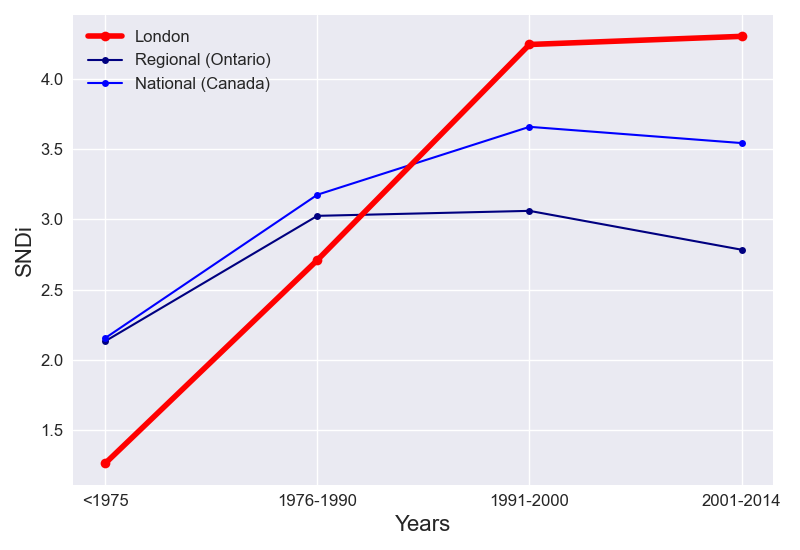 London
Regional (Ontario)
National (Canada)
4.0
3.5
3.0
2.5
2.0
1.5
SNDi
<1975
1976-1990
1991-2000
2001-2014
Years